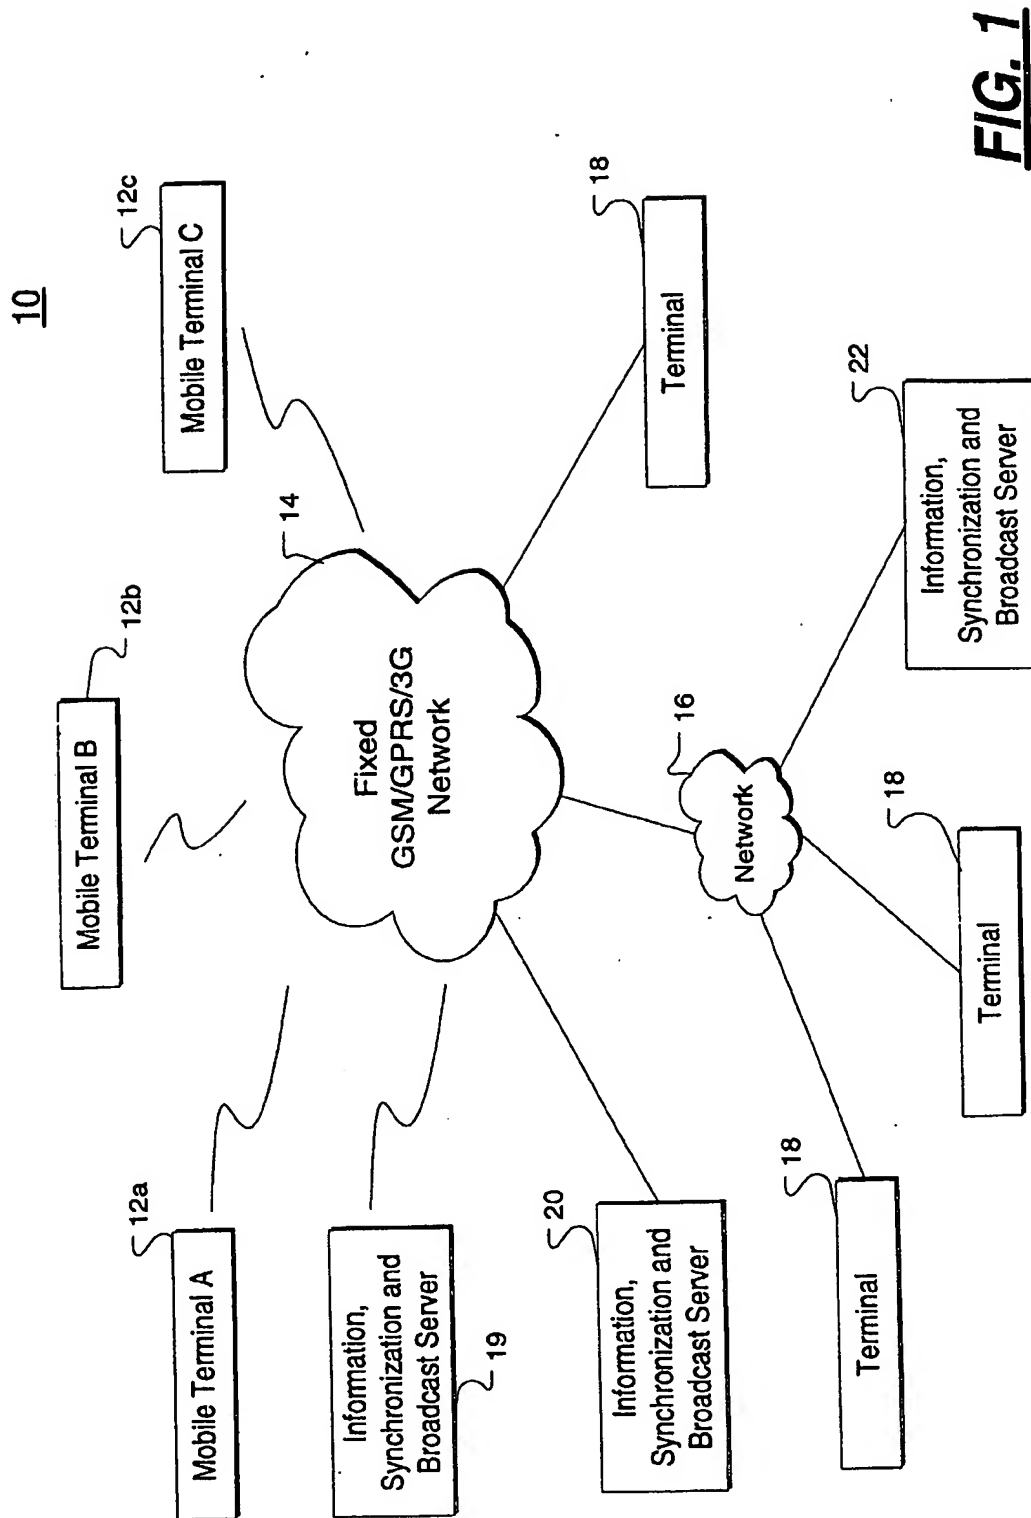 10
Mobile Terminal A
12a
Mobile Terminal B
12b
Mobile Terminal C
12c
Information,
Synchronization and
Broadcast Server
19
Fixed
GSM/GPRS/3G
Network
14
Information,
Synchronization and
Broadcast Server
20
Network
16
Terminal
18
Terminal
18
Terminal
18
Information,
Synchronization and
Broadcast Server
22
FIG. 1